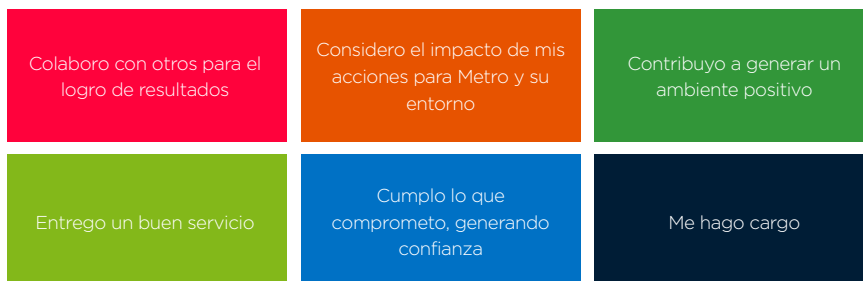 Colaboro con otros para el
logro de resultados
Considero el impacto de mis
acciones para Metro y su
entorno
Contribuyo a generar un
ambiente positivo
Entrego un buen servicio
Cumplo lo que
comprometo, generando
confianza
Me hago cargo